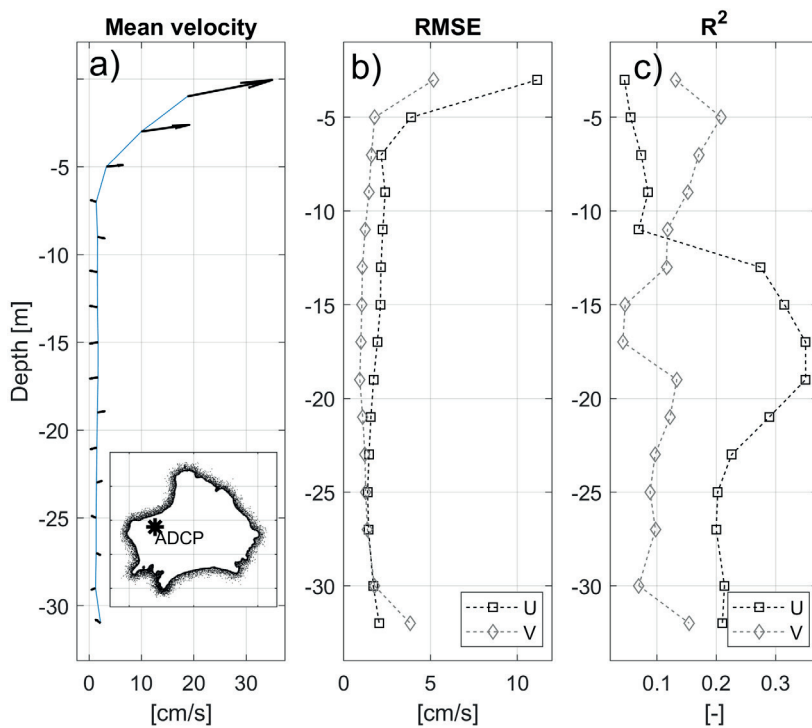 Mean velocity
RMSE
R²
a)
b)
c)
Depth [m]
-5
-10
-15
-20
-25
-30
ADCP
0
10
20
30
[cm/s]
-5
-10
-15
-20
-25
-30
U
V
0
5
10
[cm/s]
-5
-10
-15
-20
-25
-30
U
V
0.1
0.2
0.3
[-]